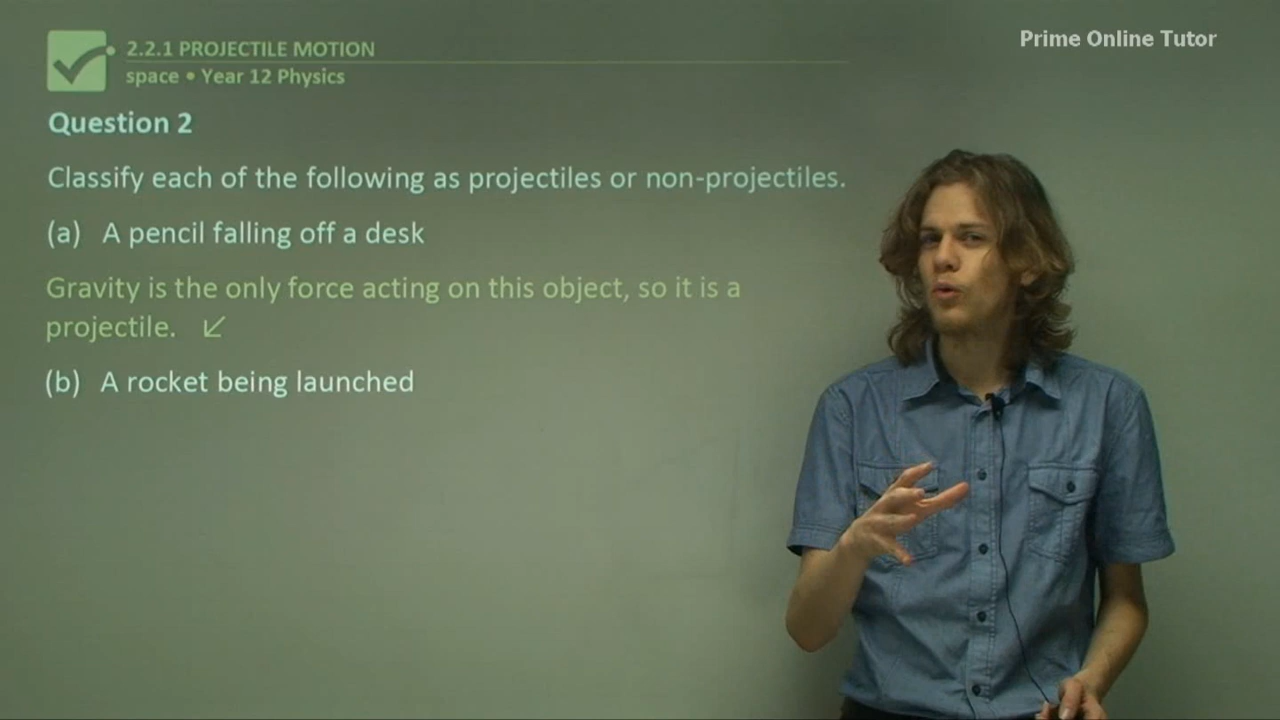 Prime Online Tutor
2.2.1 PROJECTILE MOTION
space • Year 12 Physics
Question 2
Classify each of the following as projectiles or non-projectiles.
(a) A pencil falling off a desk
Gravity is the only force acting on this object, so it is a
projectile.
(b) A rocket being launched